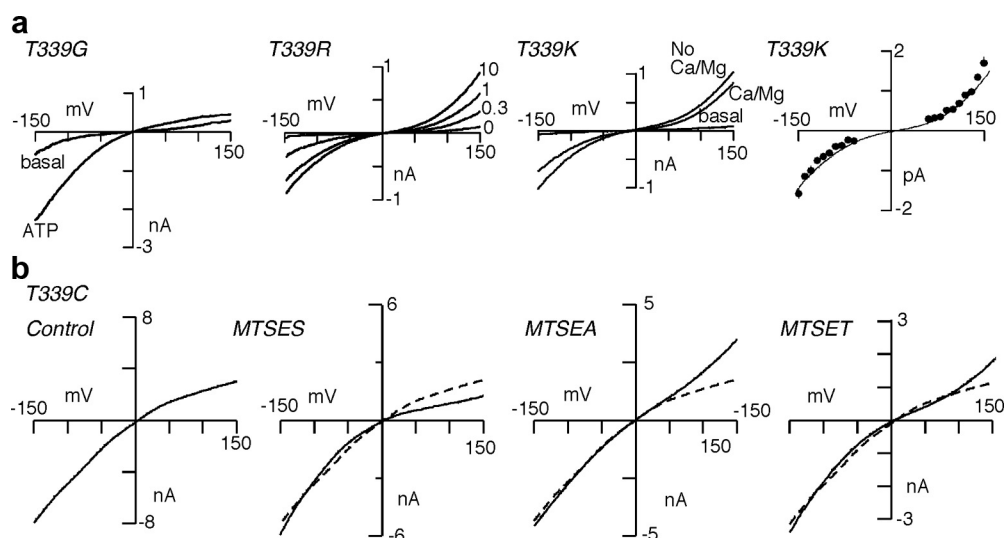 a
T339G
1
mV
-150
150
basal
ATP
nA
-3
T339R
1
10
1
0.3
0
mV
-150
150
nA
-1
T339K
No
Ca/Mg
1
Ca/Mg
basal
mV
-150
150
nA
-1
T339K
2
mV
-150
150
pA
-2
b
T339C
Control
8
mV
-150
150
nA
-8
MTSES
6
mV
-150
150
nA
-6
MTSEA
5
mV
-150
-150
150
nA
-5
MTSET
3
mV
-150
150
nA
-3